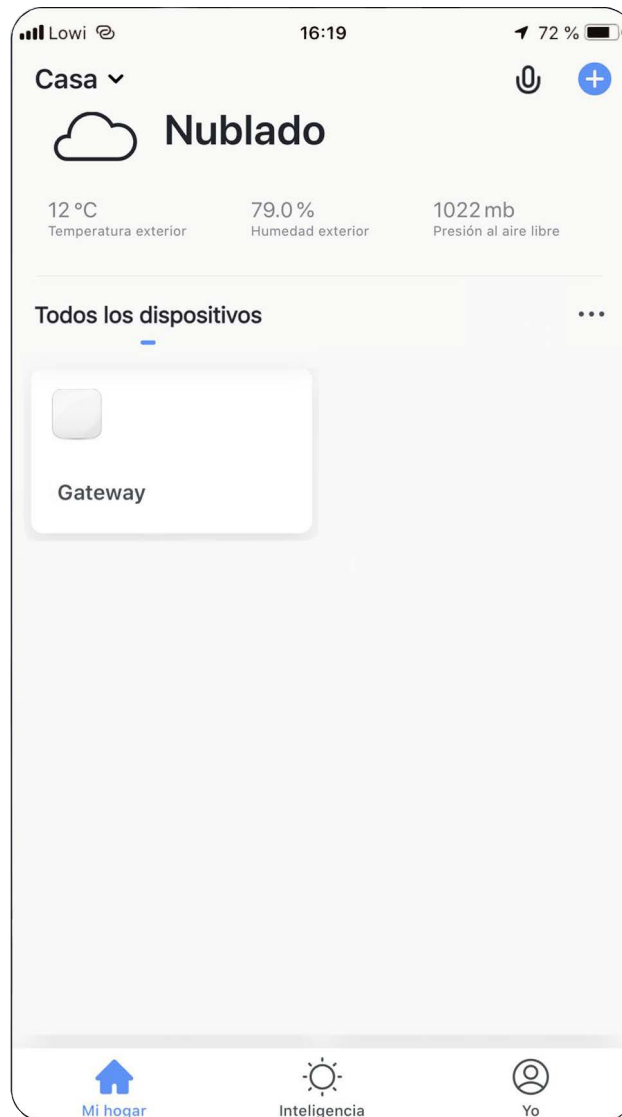 Lowi 16:19 72 %
Casa
Nublado
12 °C 79.0 % 1022 mb
Temperatura exterior Humedad exterior Presión al aire libre
Todos los dispositivos
Gateway
Mi hogar Inteligencia Yo